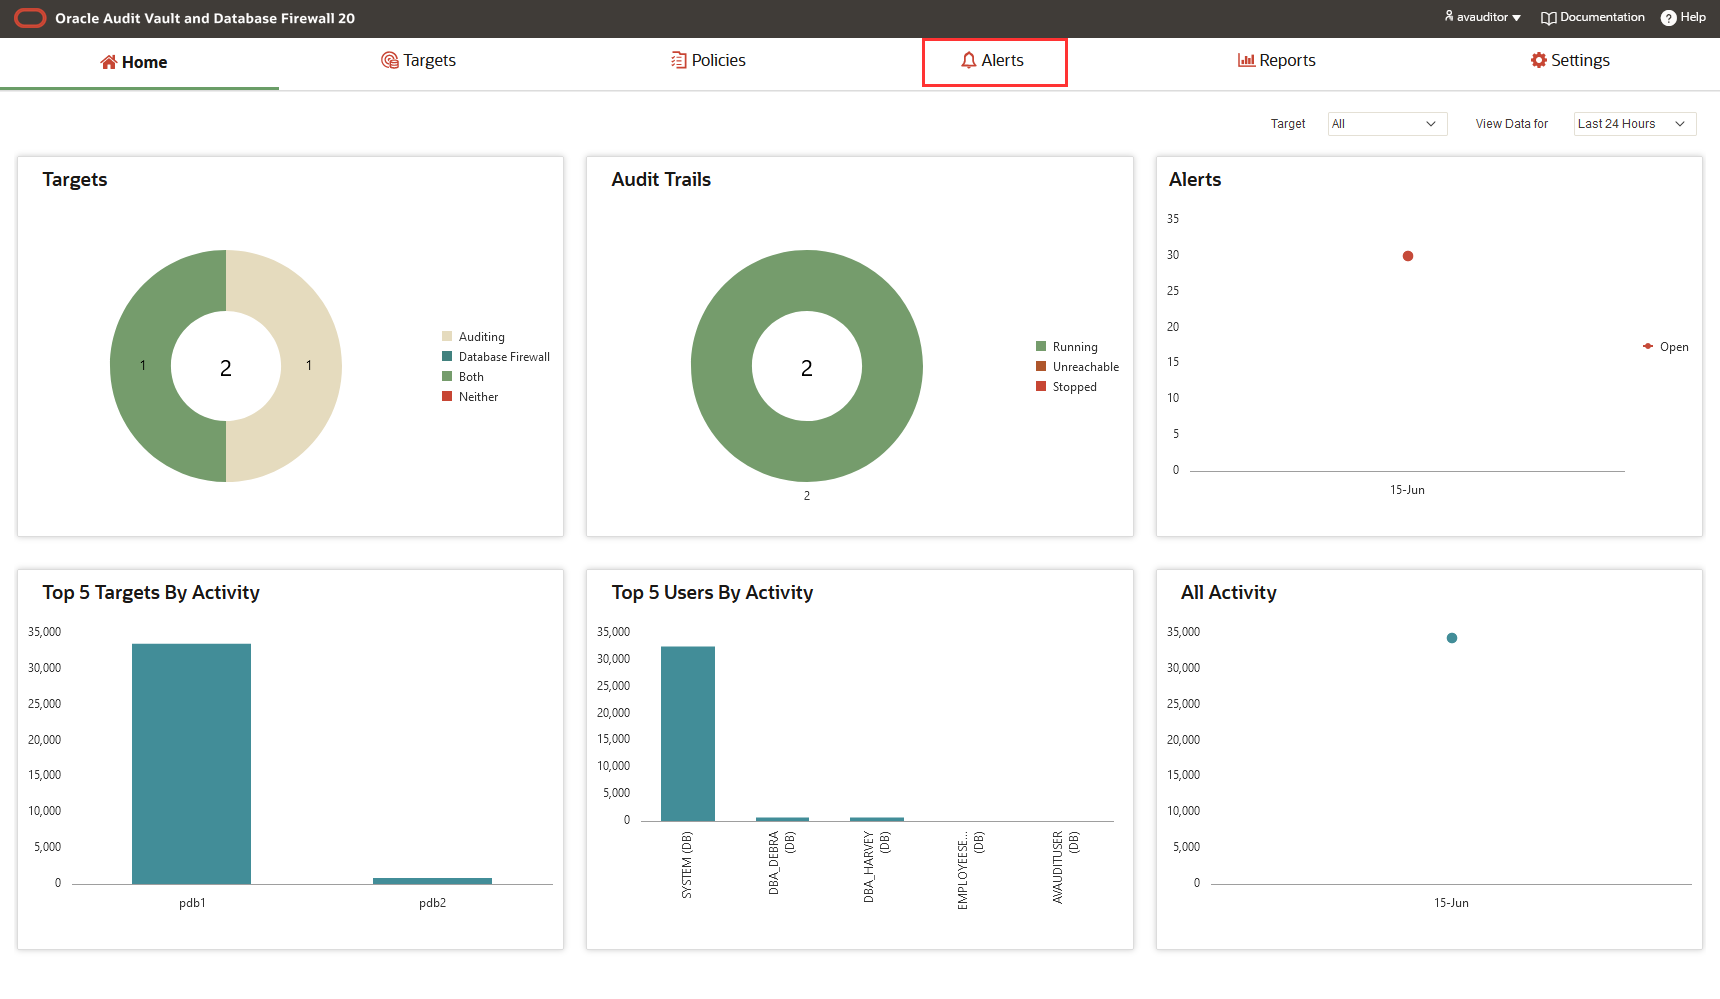 Oracle Audit Vault and Database Firewall 20
avauditor
Documentation
? Help
Home
Targets
Policies
Alerts
Reports
Settings
Target
All
View Data for
Last 24 Hours
Targets
1
2
1
Auditing
Database Firewall
Both
Neither
Audit Trails
2
2
Running
Unreachable
Stopped
Alerts
35
30
25
20
15
10
5
0
15-Jun
Open
Top 5 Targets By Activity
35,000
30,000
25,000
20,000
15,000
10,000
5,000
0
pdb1
pdb2
Top 5 Users By Activity
35,000
30,000
25,000
20,000
15,000
10,000
5,000
0
SYSTEM (DB)
DBA_DEBRA
(DB)
DBA_HARVEY
(DB)
EMPLOYEESE...
(DB)
AVAUDITUSER
(DB)
All Activity
35,000
30,000
25,000
20,000
15,000
10,000
5,000
0
15-Jun